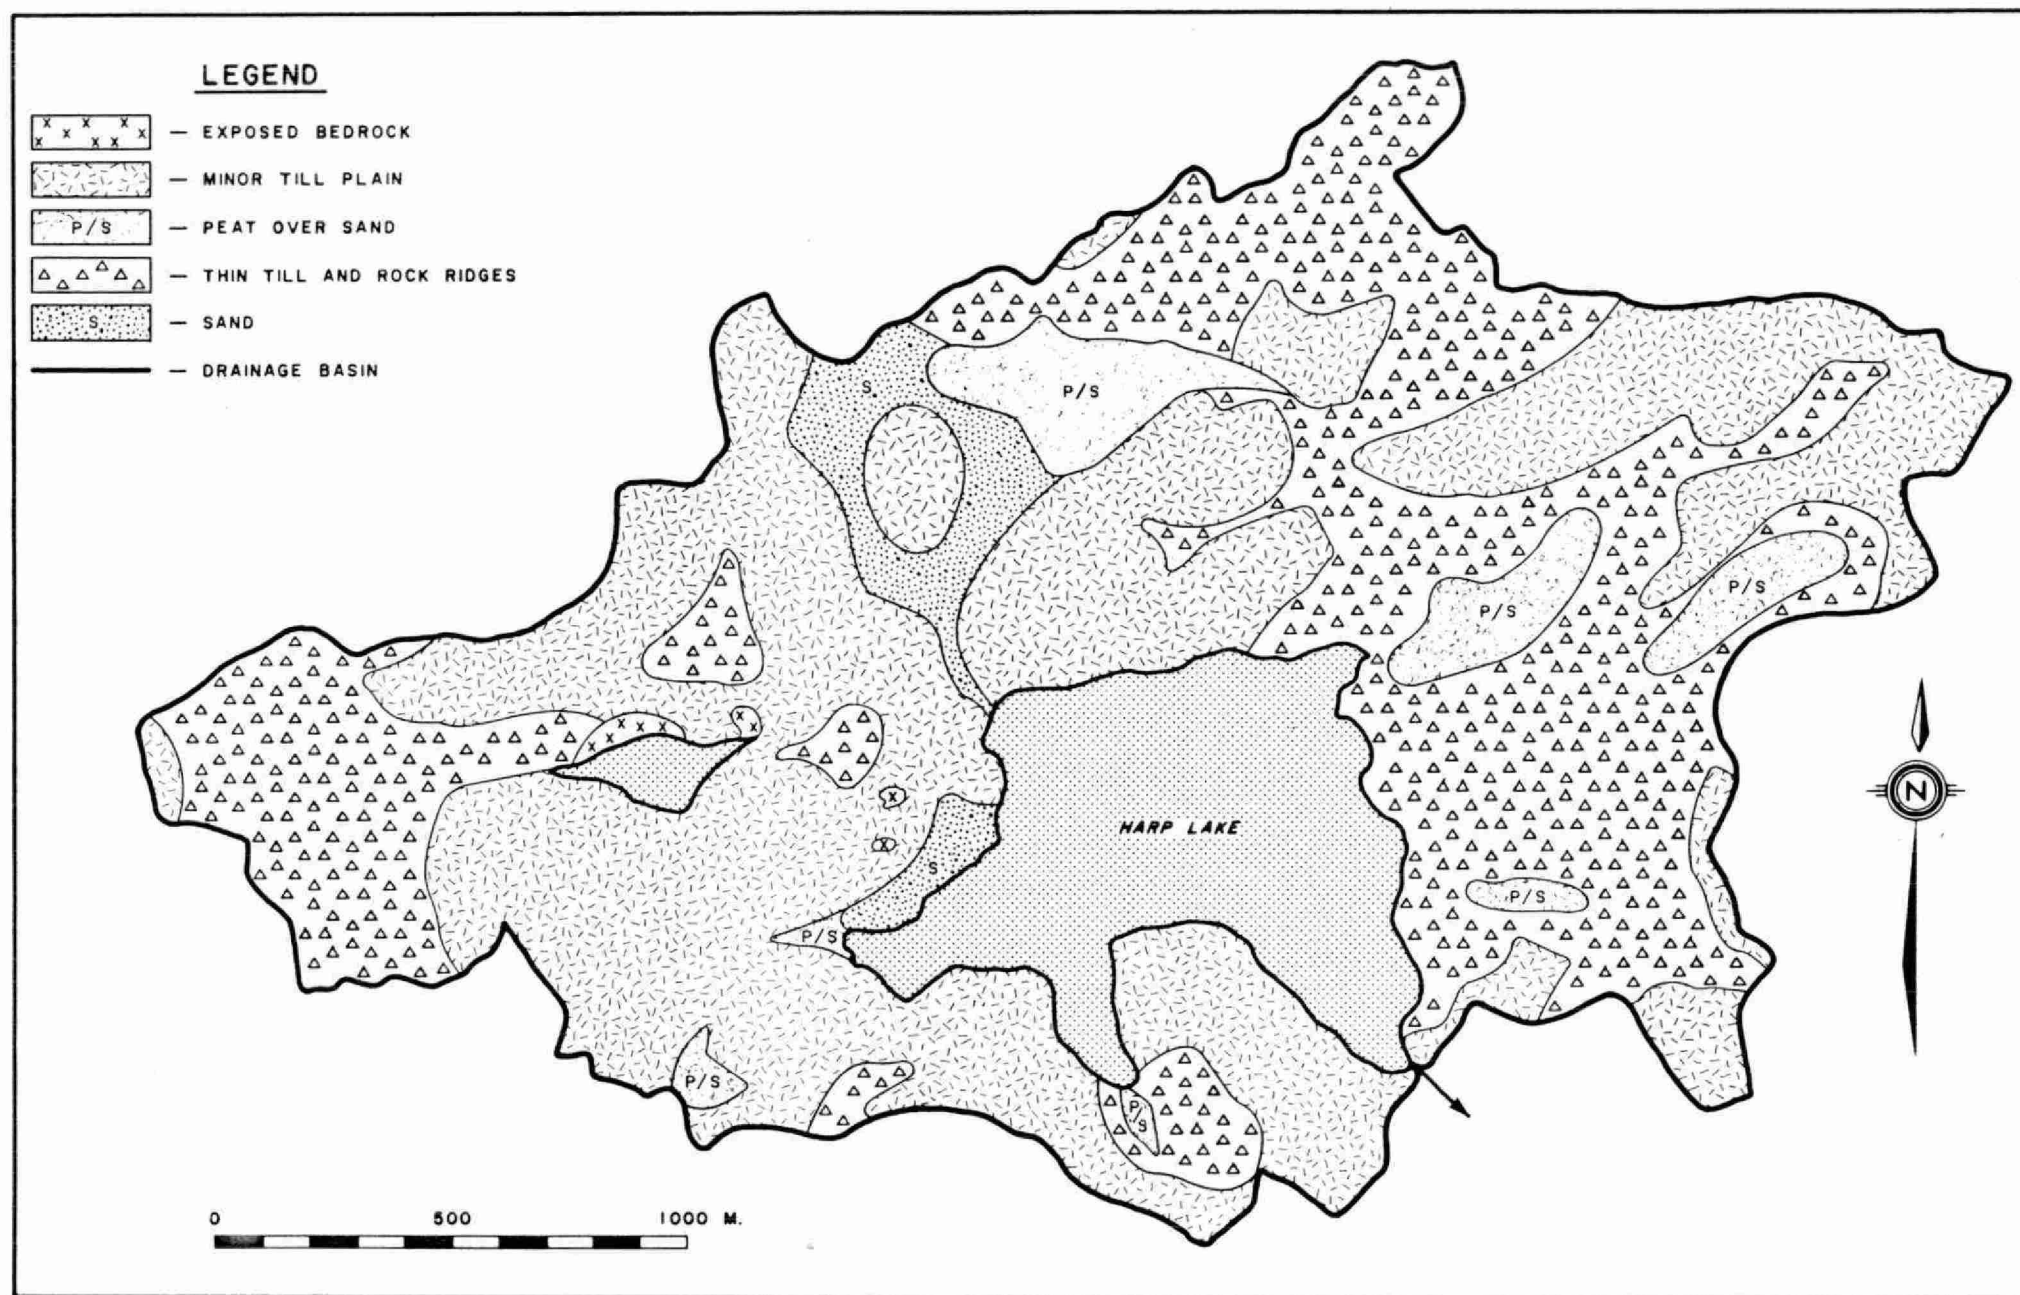 LEGEND
x x x x x x x x
— EXPOSED BEDROCK
— MINOR TILL PLAIN
P/S — PEAT OVER SAND
— THIN TILL AND ROCK RIDGES
S — SAND
— DRAINAGE BASIN
S
P/S
P/S
P/S
x x x x x
x x
x
HARP LAKE
x
S
P/S
P/S
P/S
P/S
N
0 500 1000 M.